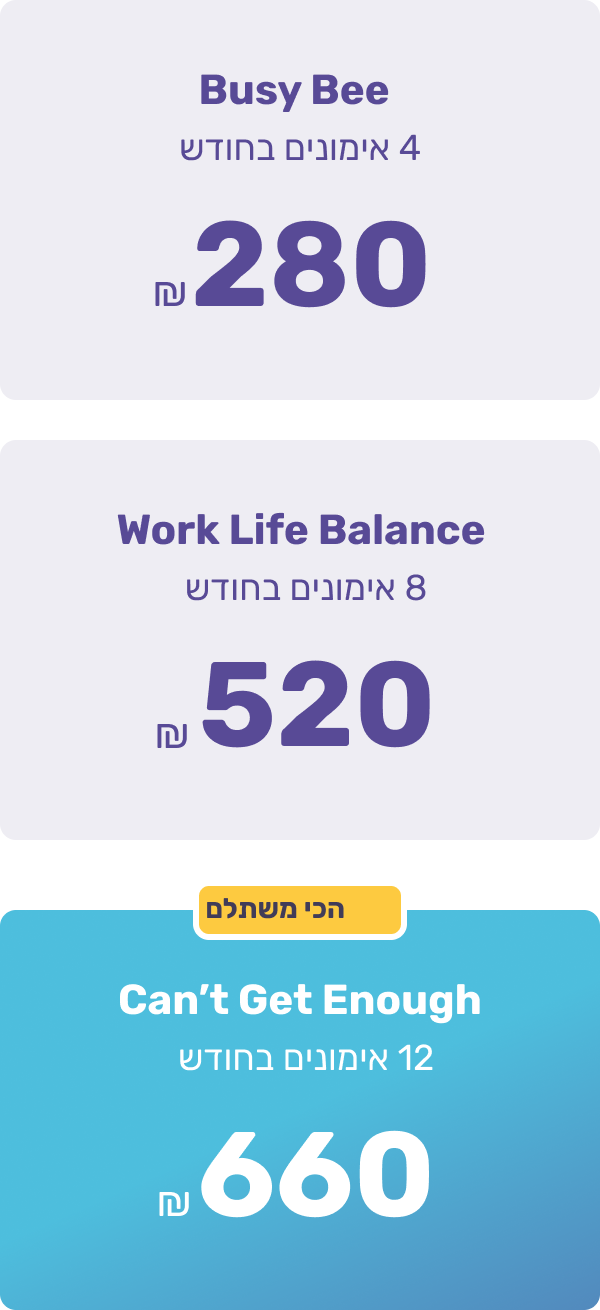 Busy Bee
4 אימונים בחודש
280 ₪
Work Life Balance
8 אימונים בחודש
520 ₪
הכי משתלם
Can’t Get Enough
12 אימונים בחודש
660 ₪